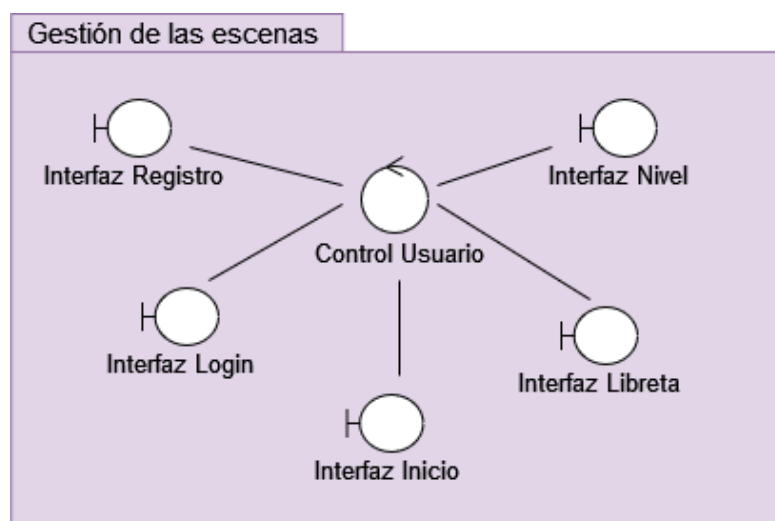 Gestión de las escenas
Interfaz Registro
Interfaz Nivel
Control Usuario
Interfaz Login
Interfaz Libreta
Interfaz Inicio